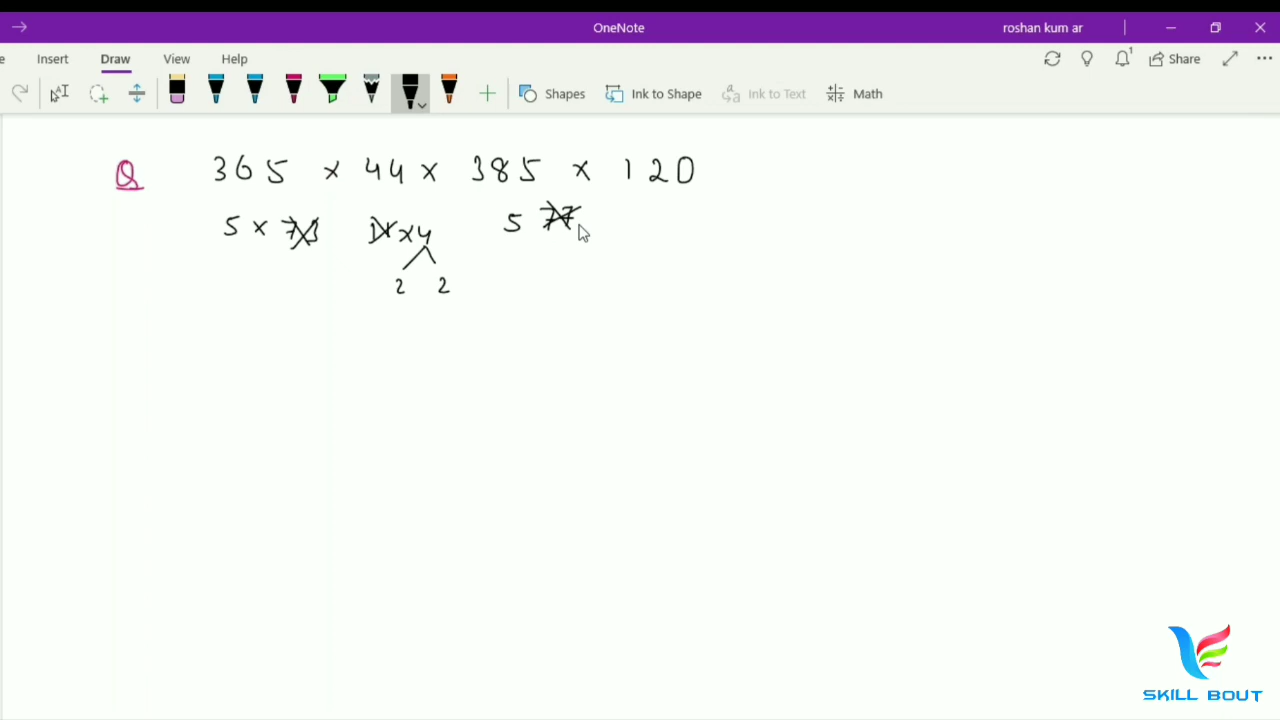 OneNote
roshan kum ar
Insert Draw View Help
1
Share
Shapes Ink to Shape Ink to Text Math
Q 365 × 44 × 385 × 120
5 × 73 11 × 4 5 77
2 2
SKILL BOUT